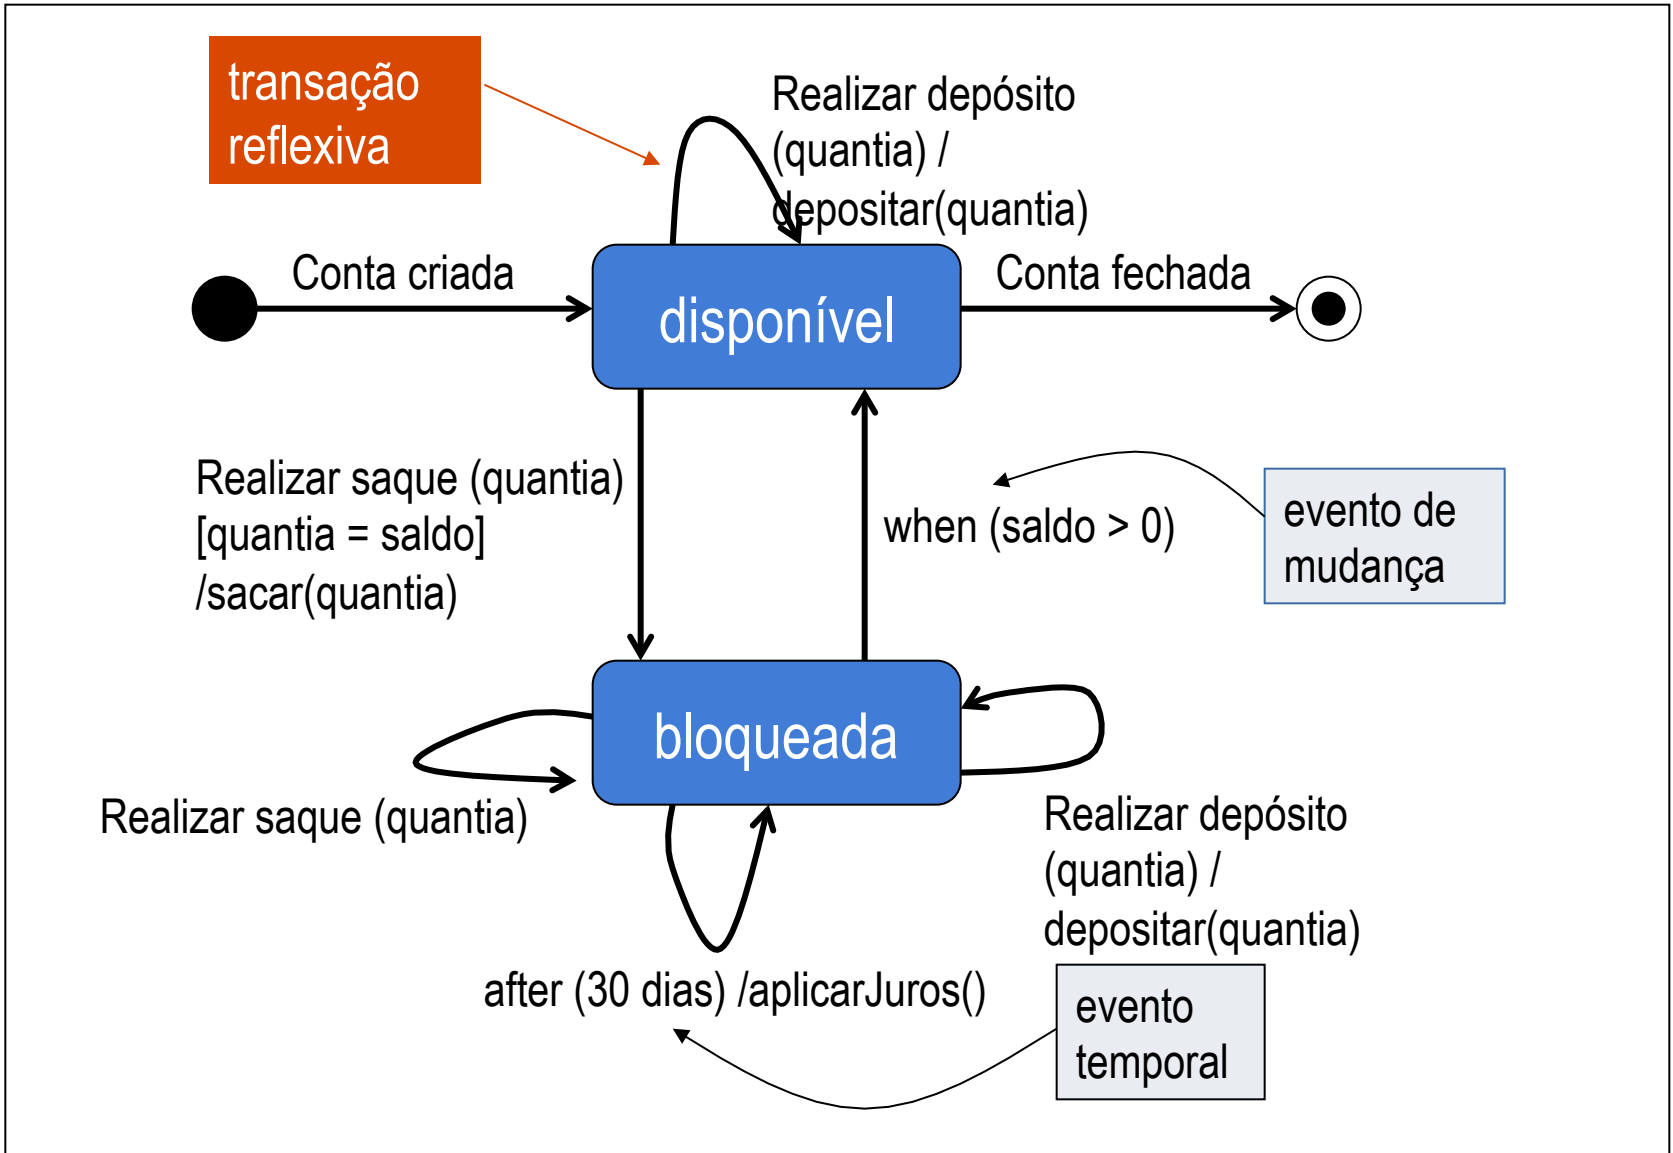 transação
reflexiva
Realizar depósito
(quantia) /
depositar(quantia)
Conta criada
Conta fechada
disponível
Realizar saque (quantia)
[quantia = saldo]
/sacar(quantia)
when (saldo > 0)
evento de
mudança
bloqueada
Realizar saque (quantia)
Realizar depósito
(quantia) /
depositar(quantia)
after (30 dias) /aplicarJuros()
evento
temporal